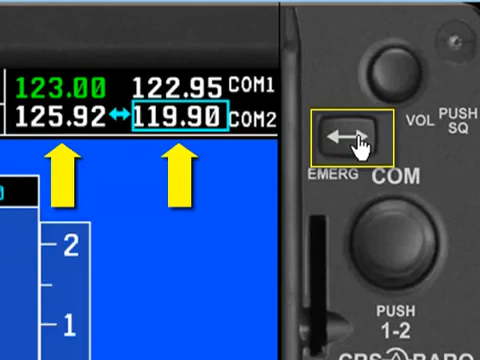 123.00 122.95 COM1
125.92 ↔ 119.90 COM2
VOL PUSH SQ
EMERG COM
2
1
PUSH
1-2
BARO